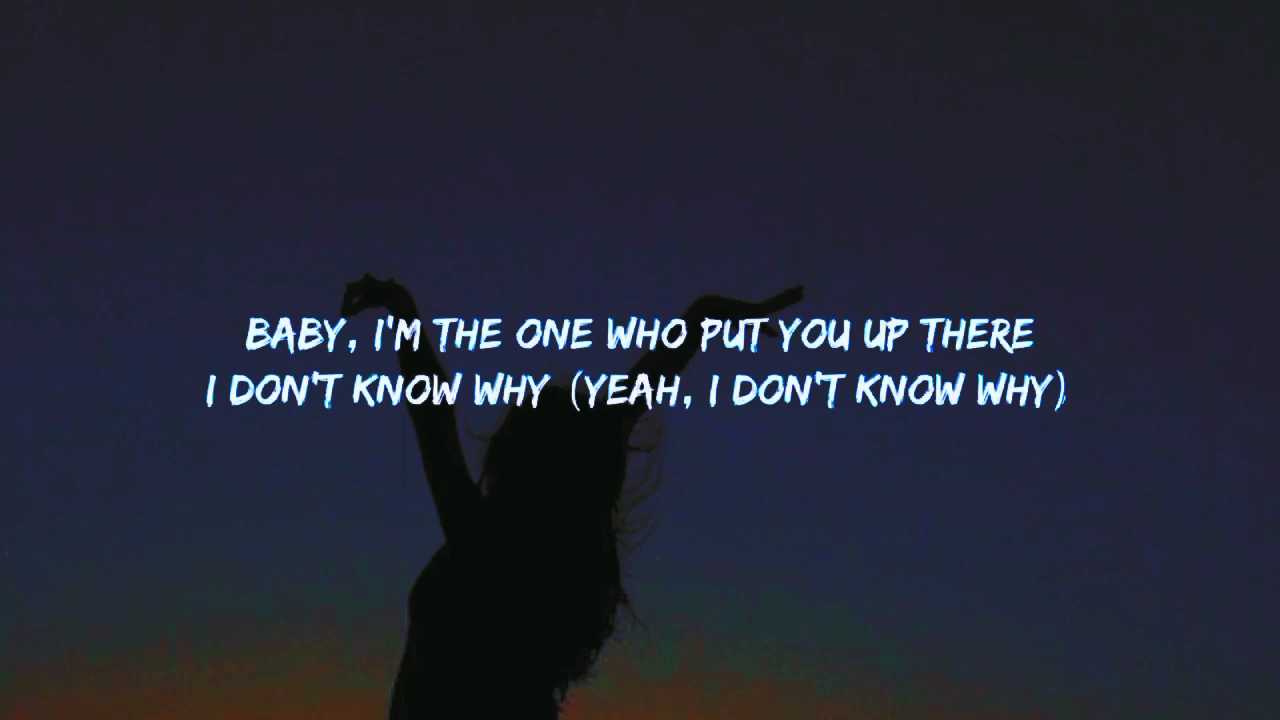 BABY, I'M THE ONE WHO PUT YOU UP THERE
I DON'T KNOW WHY (YEAH, I DON'T KNOW WHY)